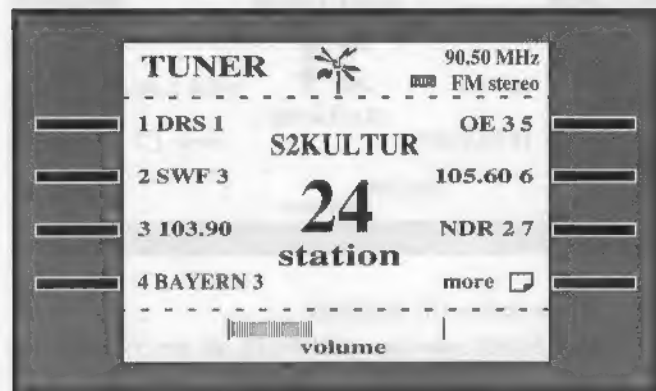 TUNER
90,50 MHz
FM stereo
1 DRS 1
OE 3 5
S2KULTUR
2 SWF 3
105.60 6
24
3 103.90
NDR 2 7
station
4 BAYERN 3
more
volume